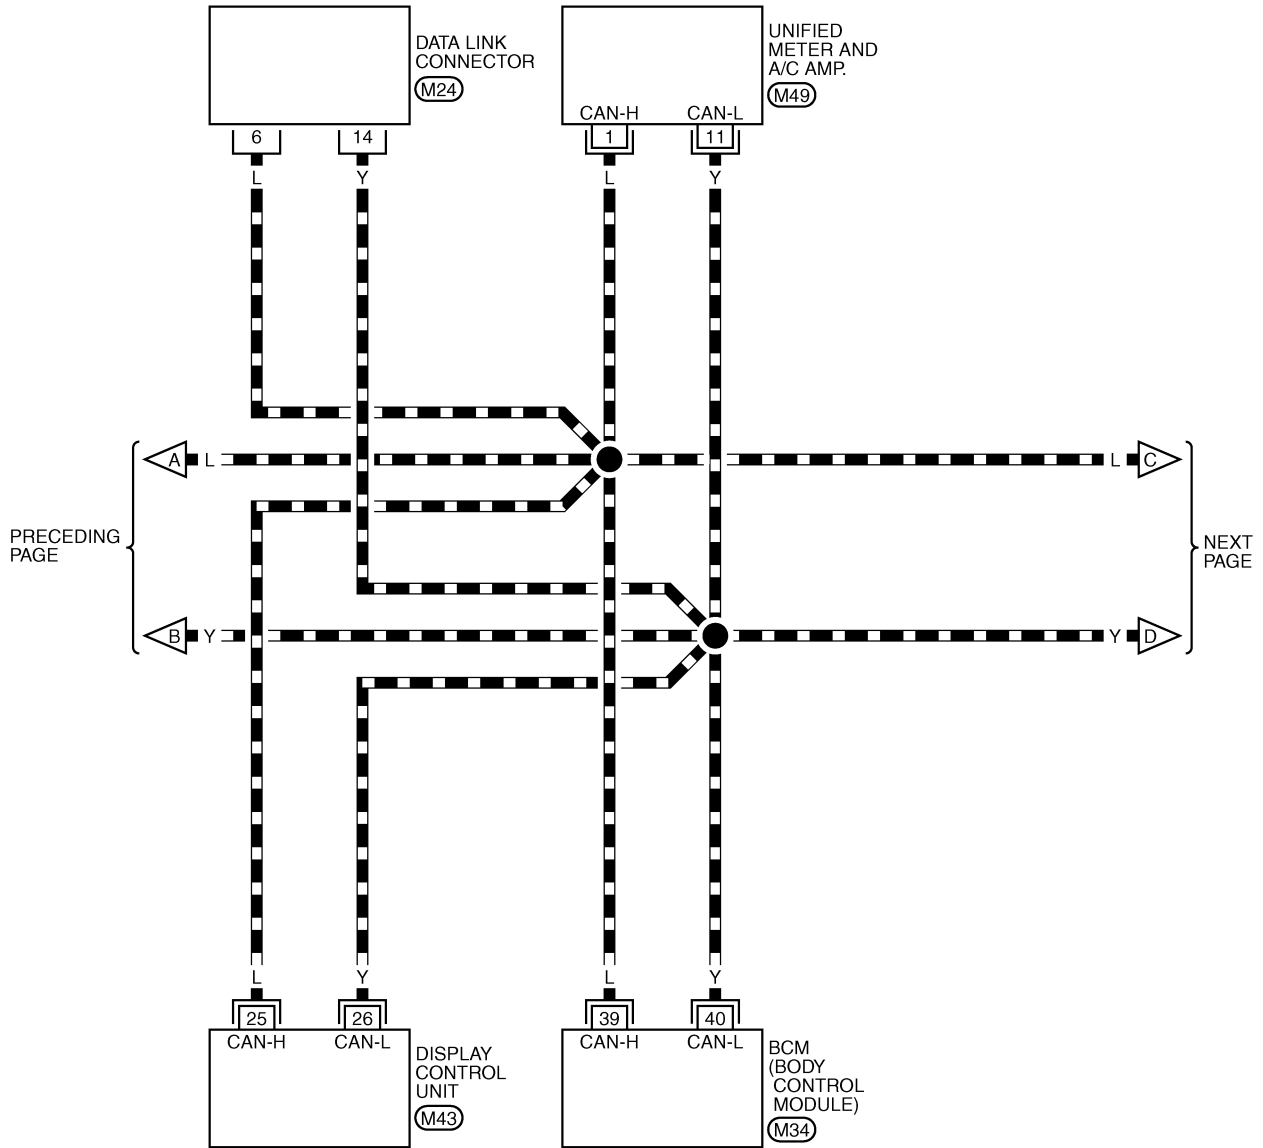 DATA LINK
CONNECTOR
M24
UNIFIED
METER AND
A/C AMP.
M49
CAN-H
CAN-L
6
14
1
11
L
Y
L
Y
A
L
L
C
PRECEDING
PAGE
NEXT
PAGE
B
Y
Y
D
L
Y
L
Y
25
26
39
40
CAN-H
CAN-L
CAN-H
CAN-L
DISPLAY
CONTROL
UNIT
M43
BCM
(BODY
CONTROL
MODULE)
M34